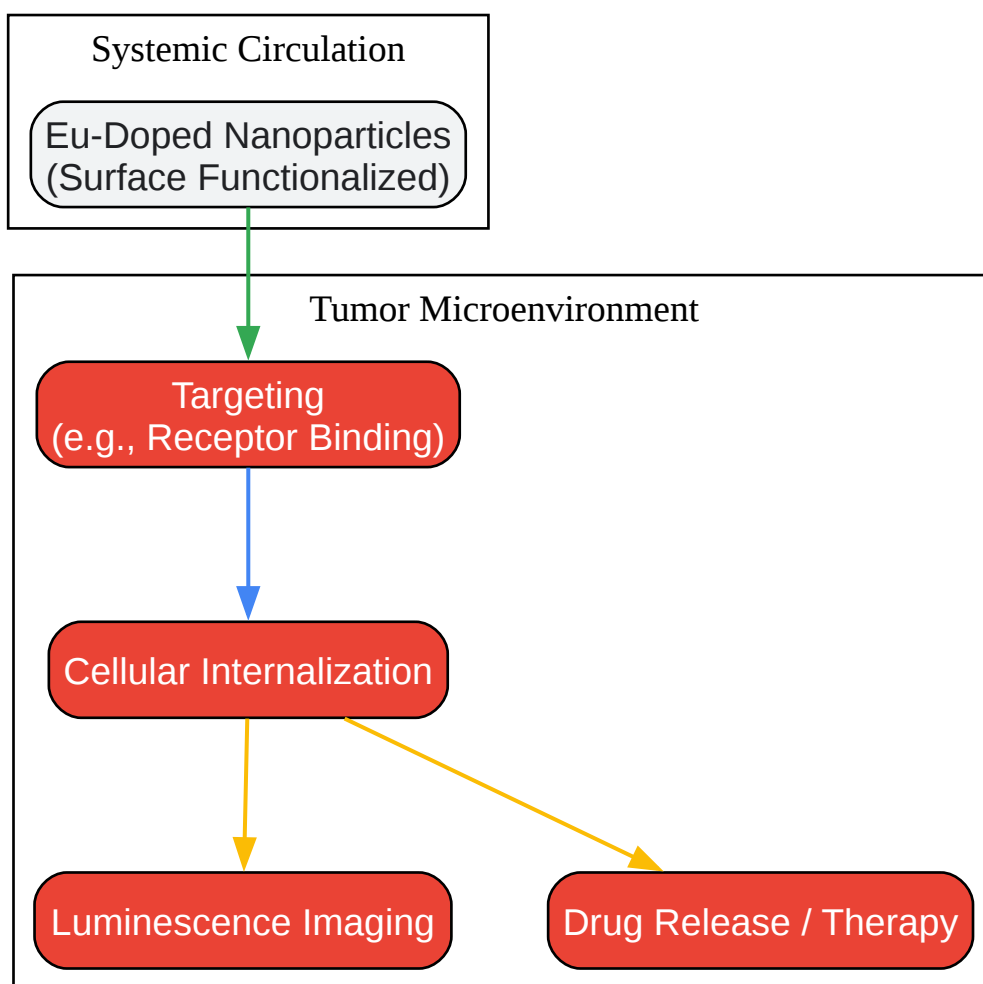 Systemic Circulation
Eu-Doped Nanoparticles
(Surface Functionalized)
Tumor Microenvironment
Targeting
(e.g., Receptor Binding)
Cellular Internalization
Luminescence Imaging
Drug Release / Therapy